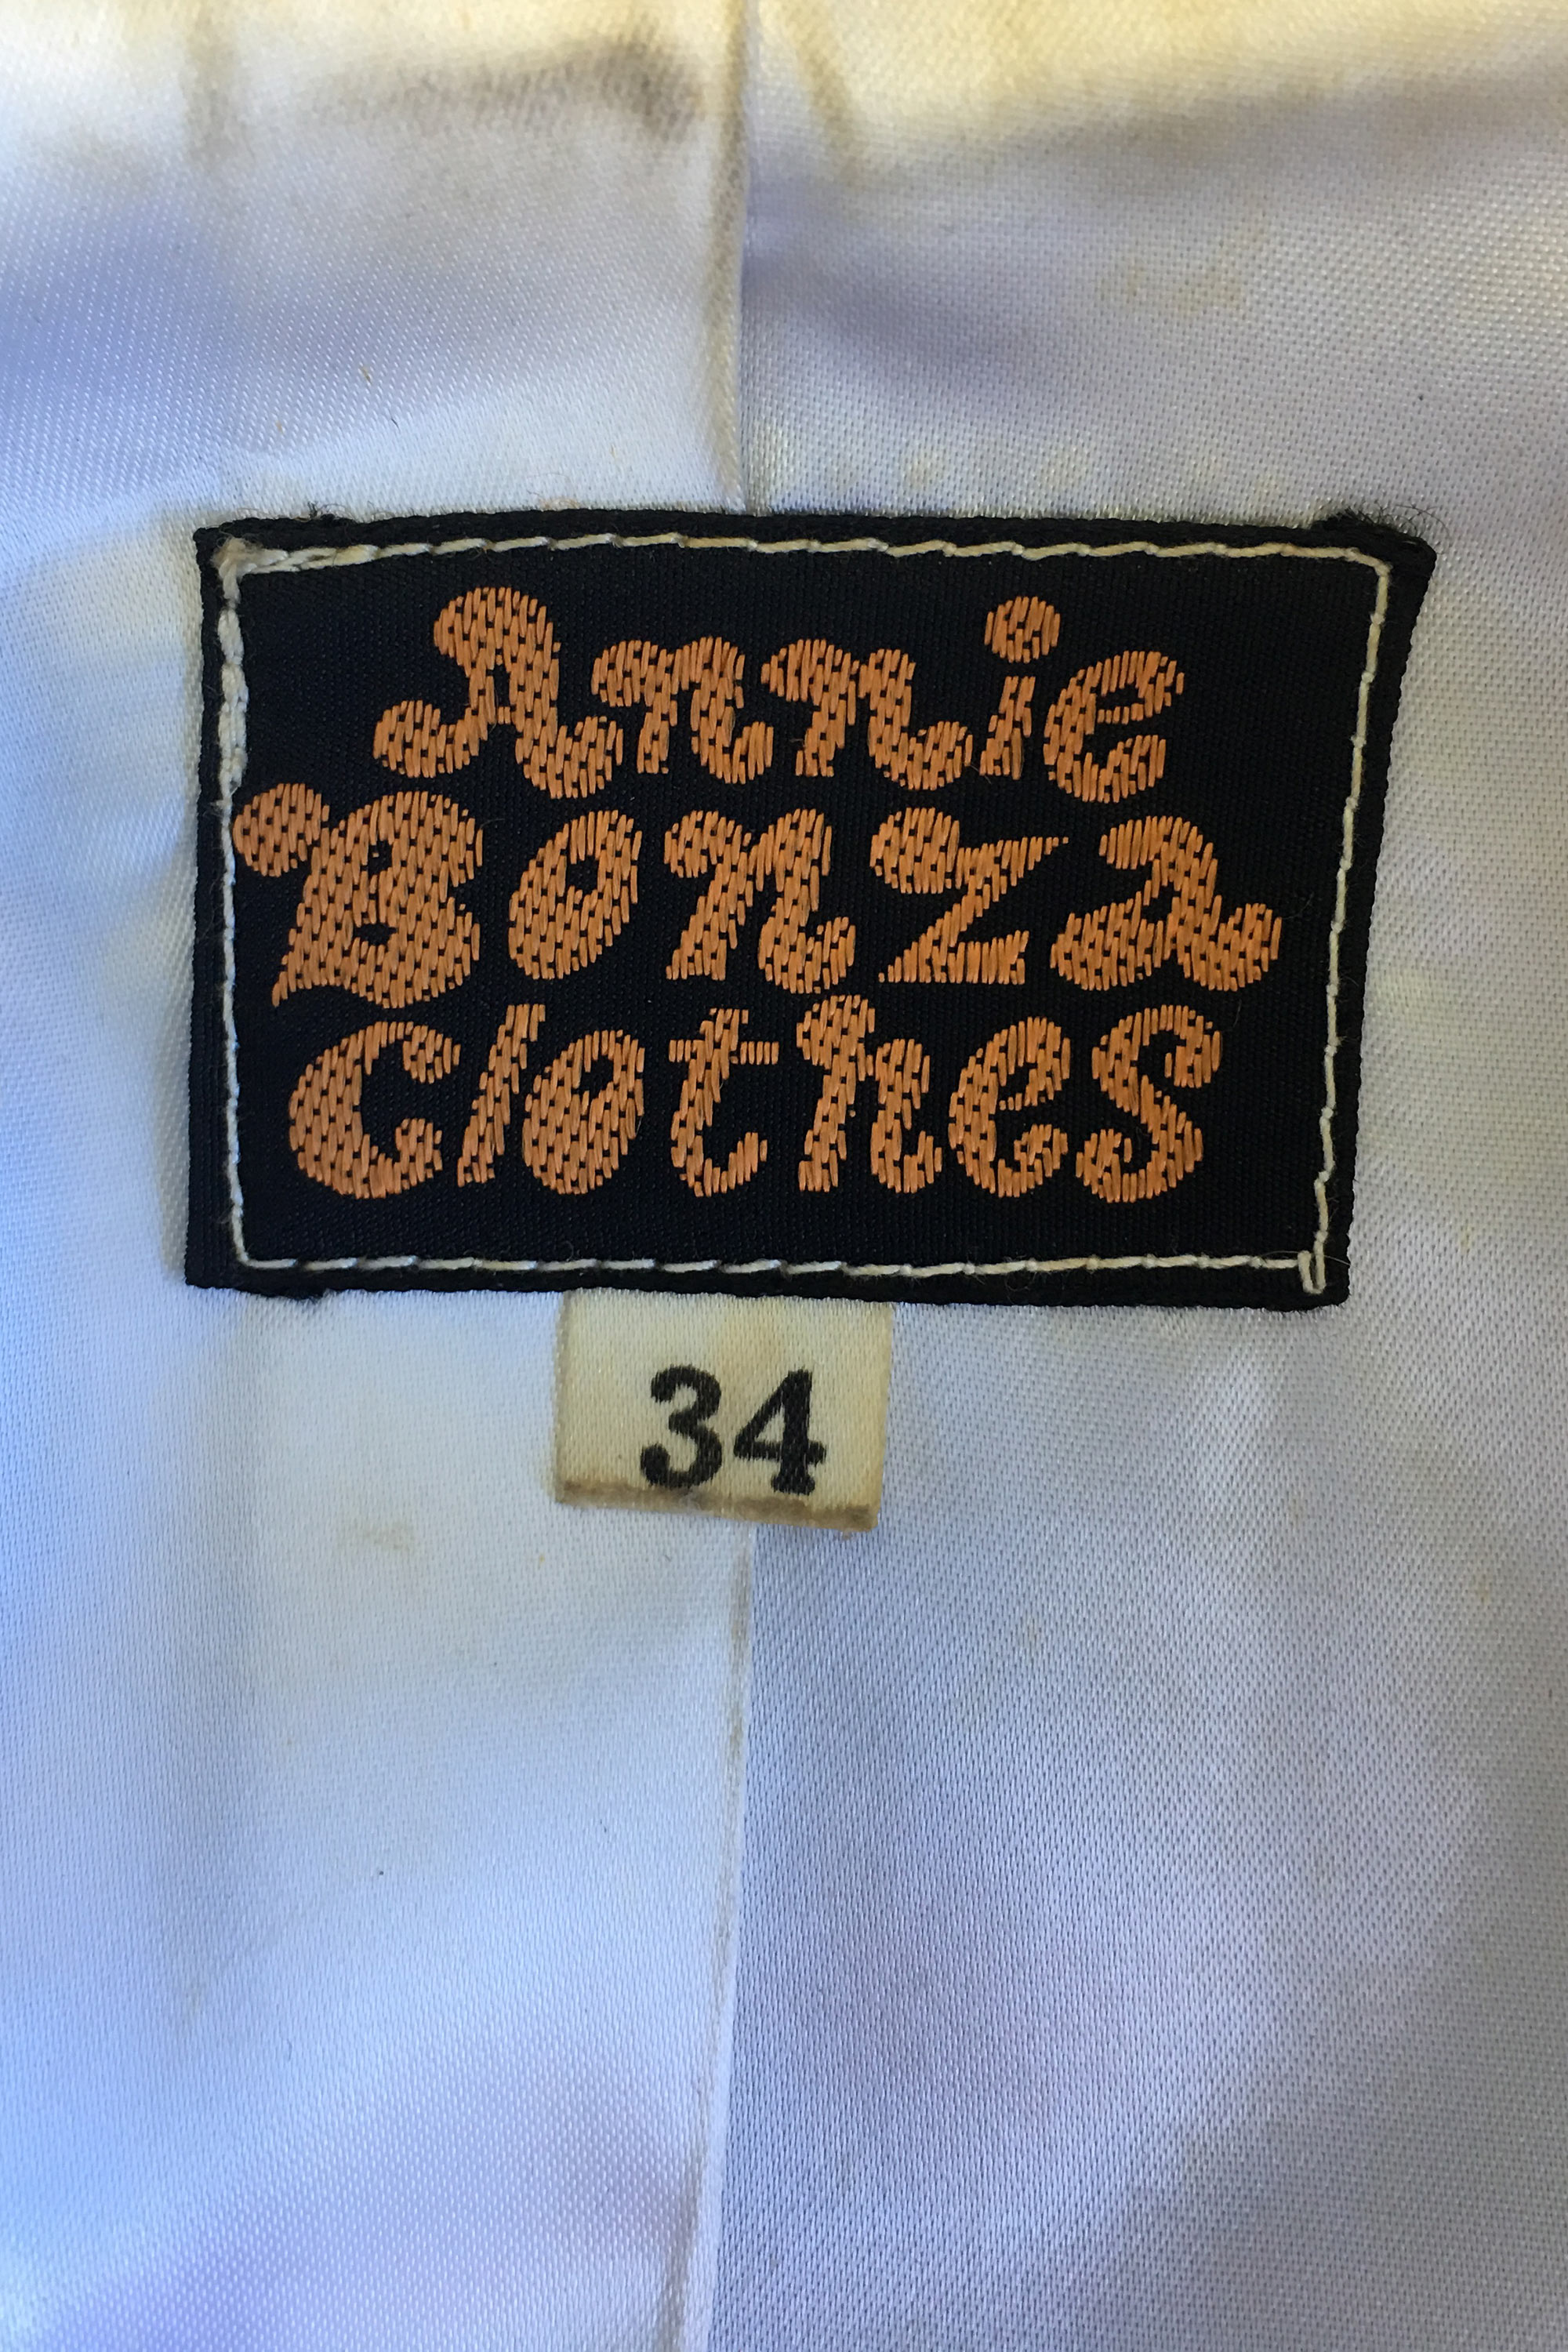 Annie
Bonza
Clothes
34